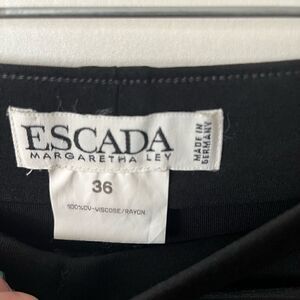 ESCADA
MARGARETHA LEY
MADE IN
GERMANY
36
100%CV-VISCOSE/RAYON